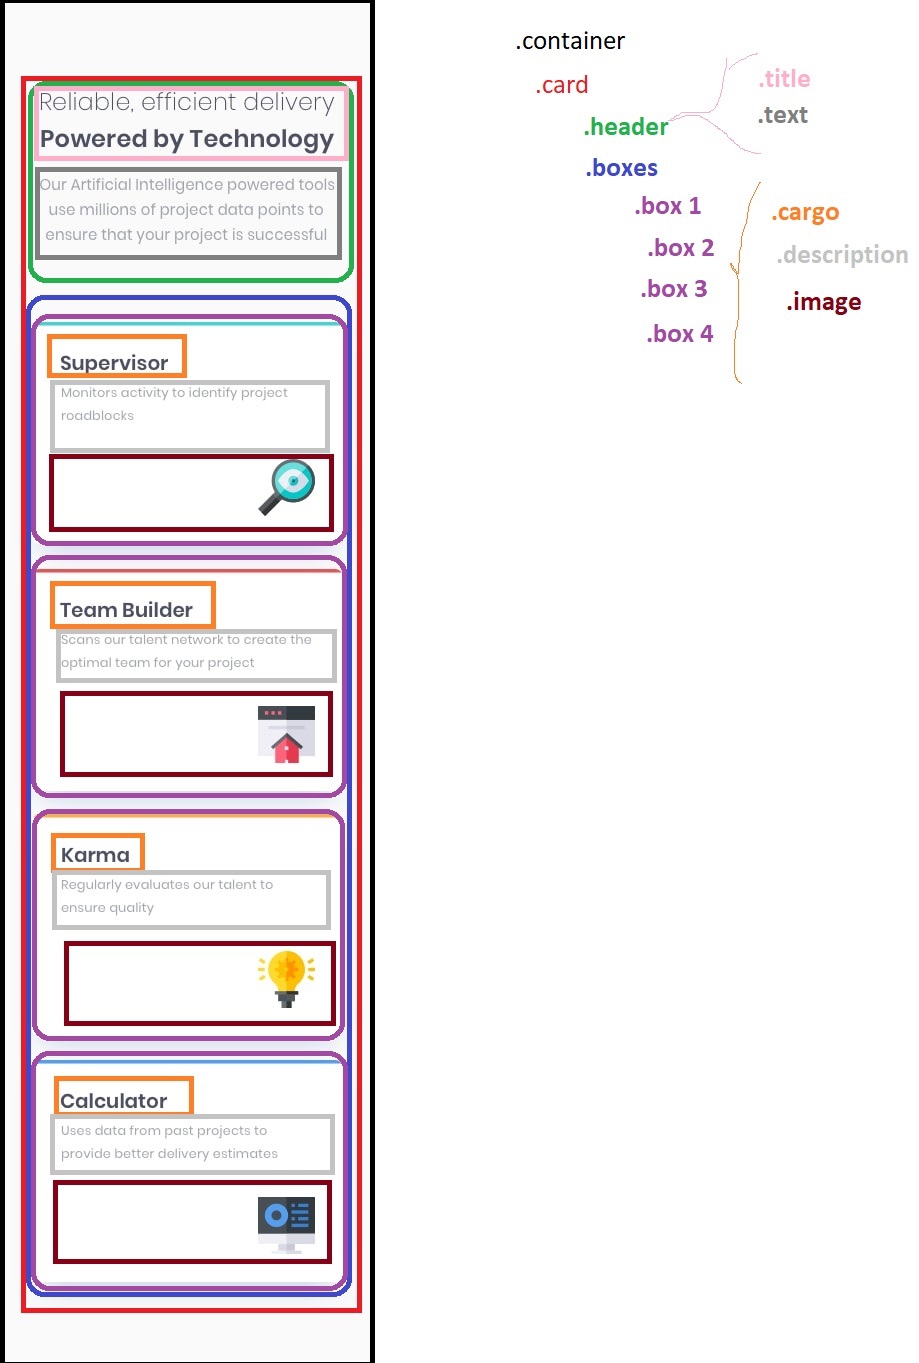 Reliable, efficient delivery
Powered by Technology
Our Artificial Intelligence powered tools
use millions of project data points to
ensure that your project is successful
Supervisor
Monitors activity to identify project
roadblocks
Team Builder
Scans our talent network to create the
optimal team for your project
Karma
Regularly evaluates our talent to
ensure quality
Calculator
Uses data from past projects to
provide better delivery estimates
.container
.card
.header
.title
.text
.boxes
.box 1
.box 2
.box 3
.box 4
.cargo
.description
.image